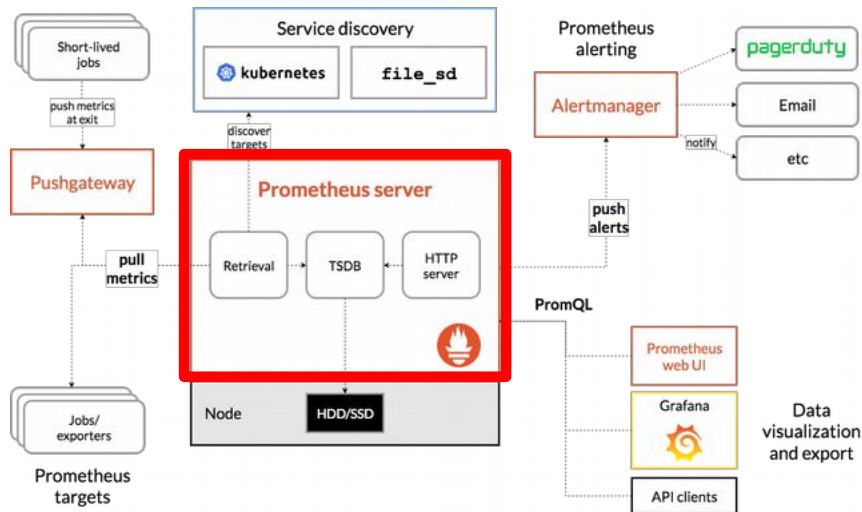 Short-lived
jobs
push metrics
at exit
Pushgateway
Service discovery
kubernetes
file_sd
discover
targets
Prometheus
alerting
Alertmanager
pagerduty
Email
notify
etc
Prometheus server
Retrieval
TSDB
HTTP
server
pull
metrics
push
alerts
PromQL
Node
HDD/SSD
Jobs/
exporters
Prometheus
targets
Prometheus
web UI
Grafana
API clients
Data
visualization
and export